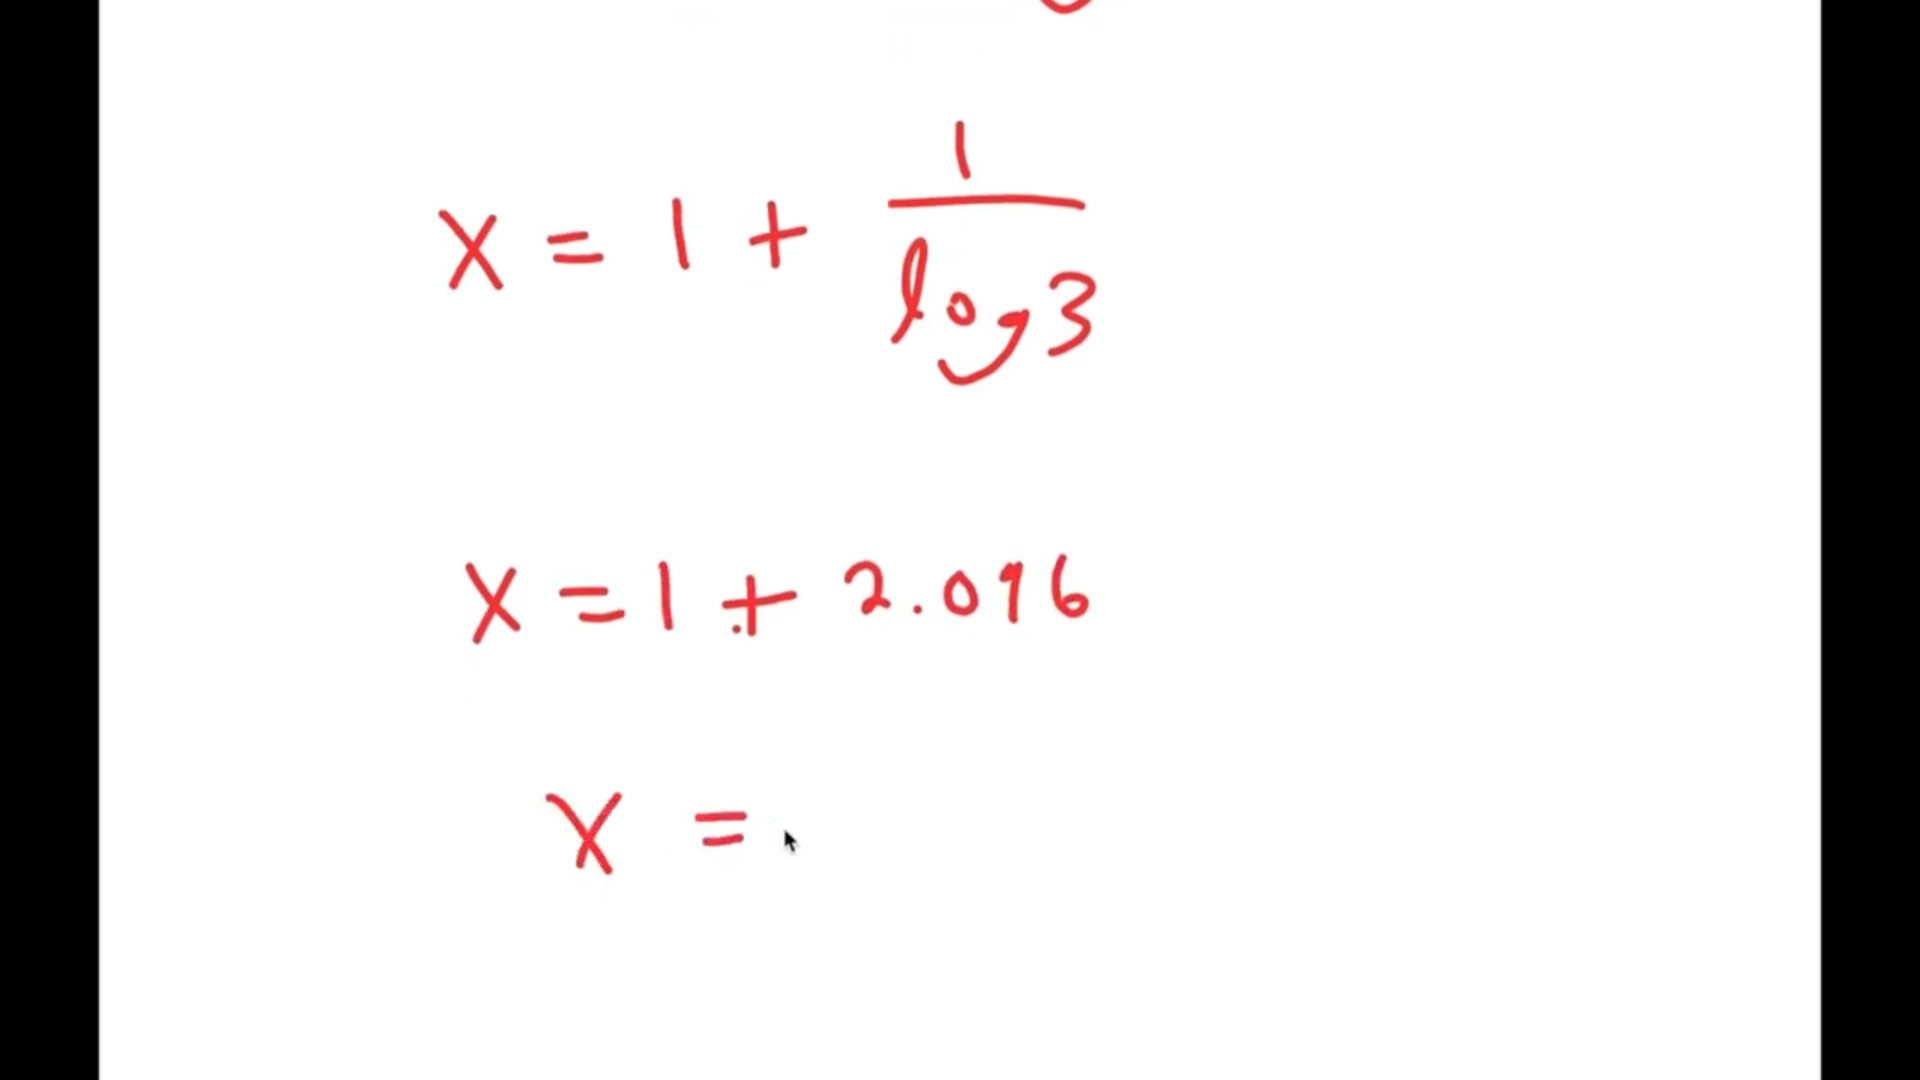 x = 1 + 1/log3
x = 1 + 2.096
x =